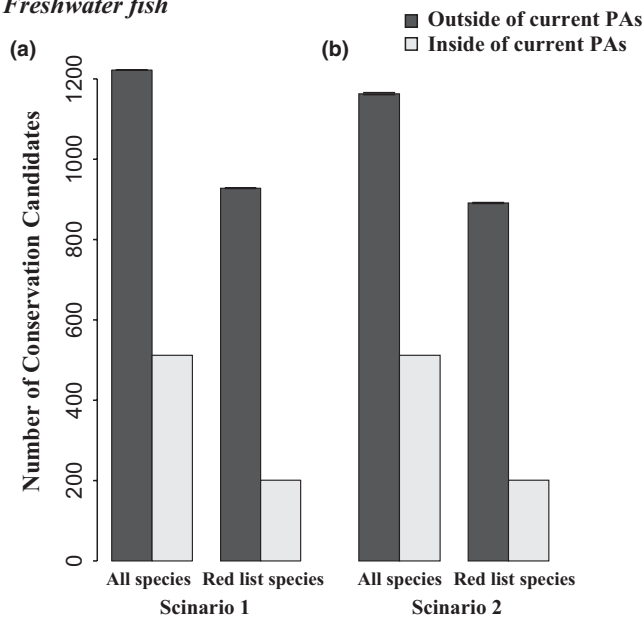 Freshwater fish
Outside of current PAs
Inside of current PAs
(a)
(b)
Number of Conservation Candidates
1200
1000
800
600
400
200
0
All species Red list species All species Red list species
Scinario 1 Scinario 2